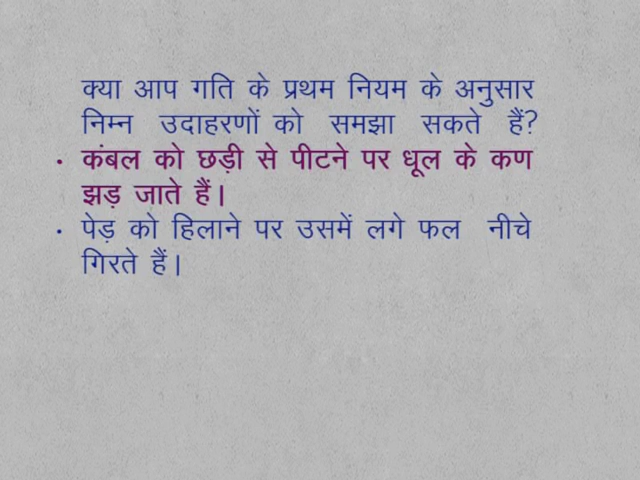 क्या आप गति के प्रथम नियम के अनुसार
निम्न उदाहरणों को समझा सकते हैं?
• कंबल को छड़ी से पीटने पर धूल के कण
झड़ जाते हैं।
• पेड़ को हिलाने पर उसमें लगे फल नीचे
गिरते हैं।